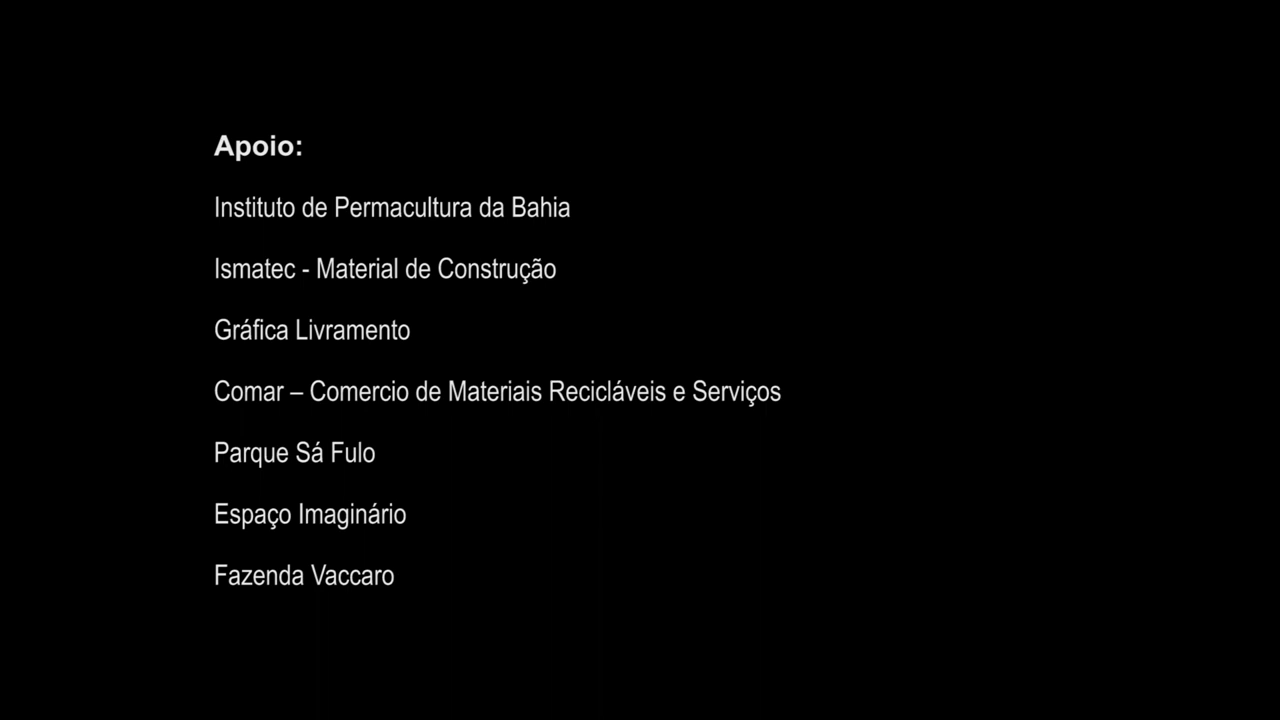 Apoio:
Instituto de Permacultura da Bahia
Ismatec - Material de Construção
Gráfica Livramento
Comar – Comercio de Materiais Recicláveis e Serviços
Parque Sá Fulo
Espaço Imaginário
Fazenda Vaccaro